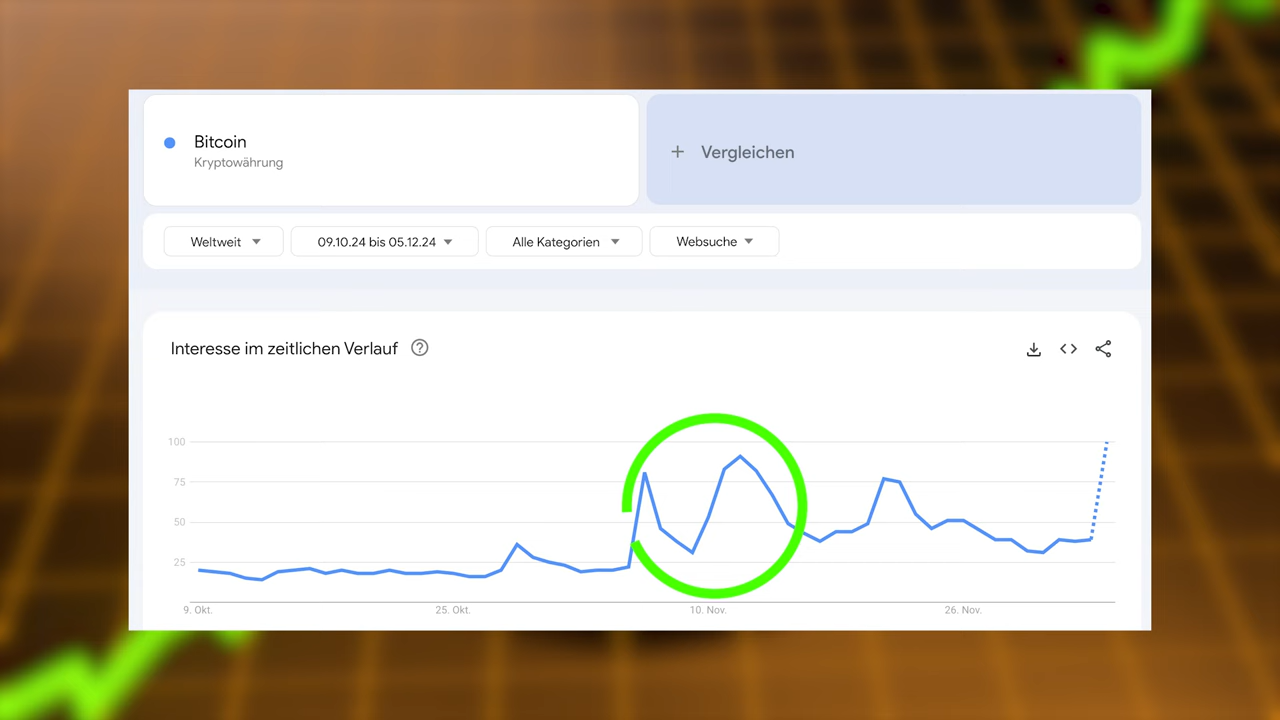 Bitcoin
Kryptowährung
+ Vergleichen
Weltweit
09.10.24 bis 05.12.24
Alle Kategorien
Websuche
Interesse im zeitlichen Verlauf
100
75
50
25
9. Okt.
25. Okt.
10. Nov.
26. Nov.